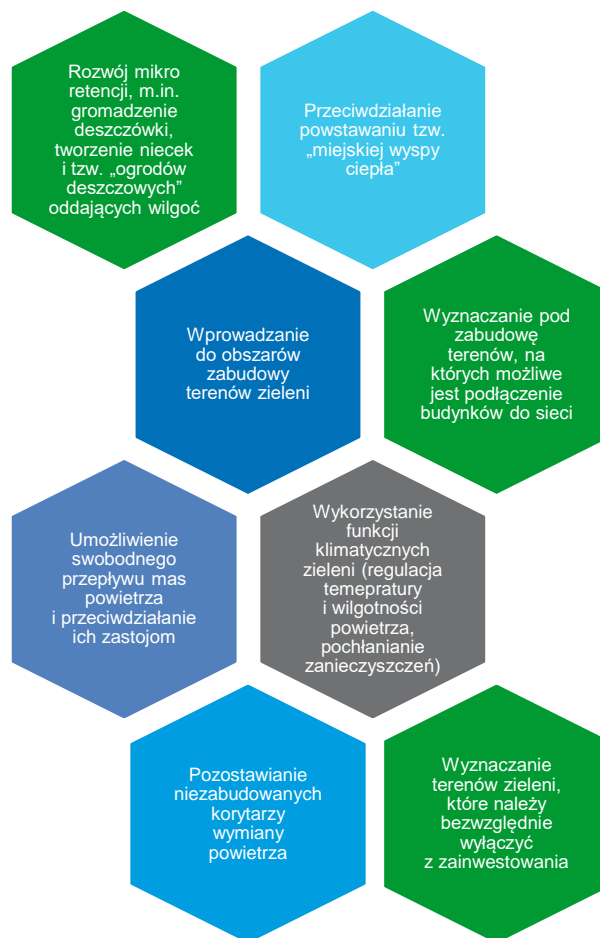 Rozwój mikro
retencji, m.in.
gromadzenie
deszczówki,
tworzenie niecek
i tzw. „ogrodów
deszczowych”
oddających wilgoć
Przeciwdziałanie
powstawaniu tzw.
„miejskiej wyspy
ciepła”
Wprowadzanie
do obszarów
zabudowy
terenów zieleni
Wyznaczanie pod
zabudowę
terenów, na
których możliwe
jest podłączenie
budynków do sieci
Umożliwienie
swobodnego
przepływu mas
powietrza
i przeciwdziałanie
ich zastojom
Wykorzystanie
funkcji
klimatycznych
zieleni (regulacja
temepratury
i wilgotności
powietrza,
pochłanianie
zanieczyszczeń)
Pozostawianie
niezabudowanych
korytarzy
wymiany
powietrza
Wyznaczanie
terenów zieleni,
które należy
bezwzględnie
wyłączyć
z zainwestowania